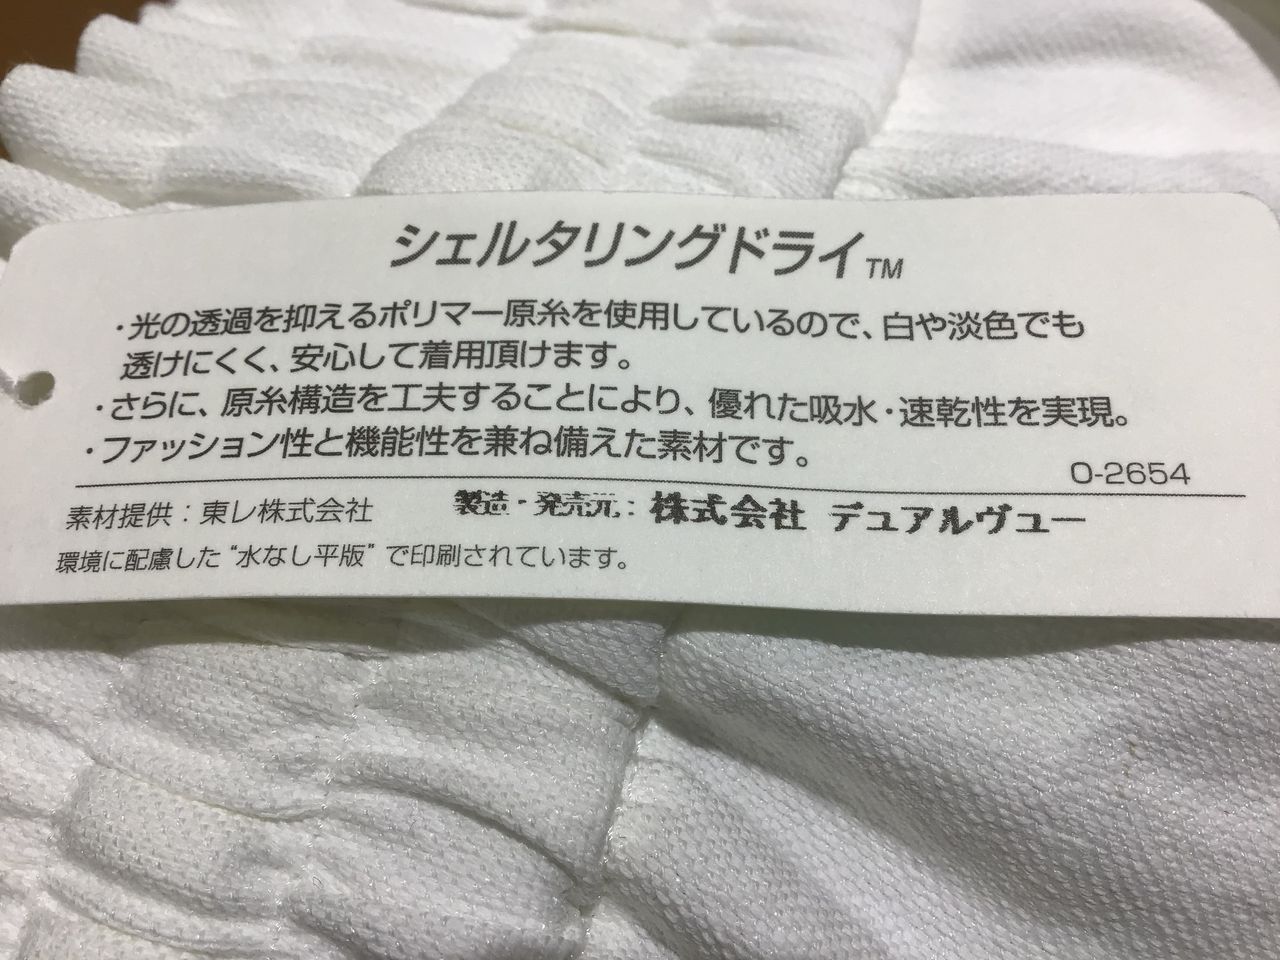 シェルタリングドライTM
・光の透過を抑えるポリマー原糸を使用しているので、白や淡色でも
透けにくく、安心して着用頂けます。
・さらに、原糸構造を工夫することにより、優れた吸水・速乾性を実現。
・ファッション性と機能性を兼ね備えた素材です。
O-2654
素材提供：東レ株式会社 製造・発売元：株式会社 デュアルヴュー
環境に配慮した“水なし平版”で印刷されています。